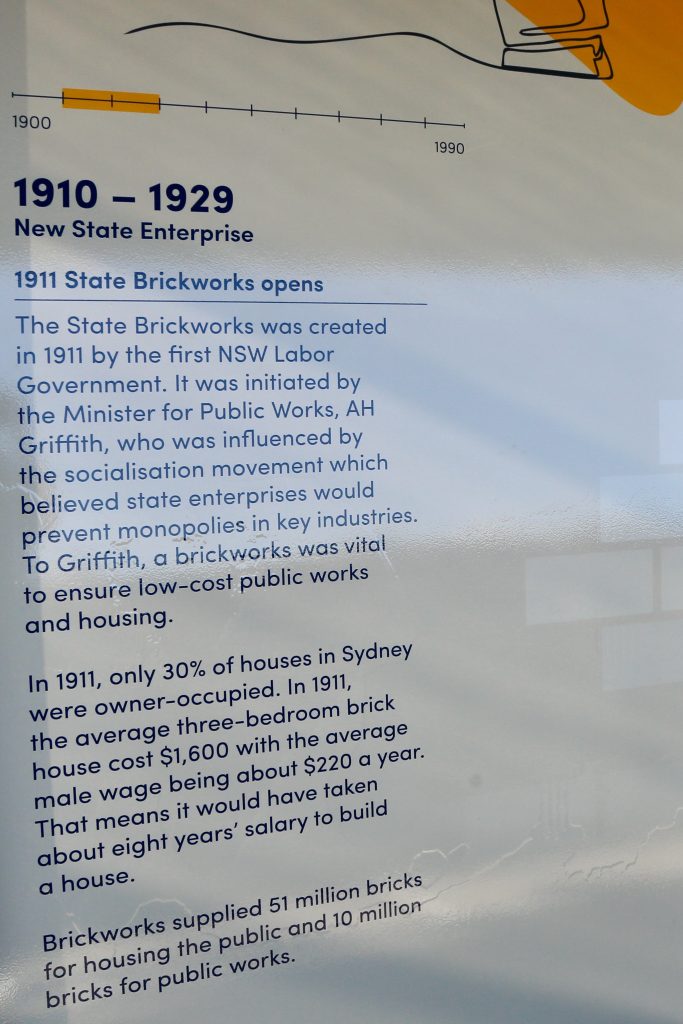 1900
1990
1910 – 1929
New State Enterprise
1911 State Brickworks opens
The State Brickworks was created
in 1911 by the first NSW Labor
Government. It was initiated by
the Minister for Public Works, AH
Griffith, who was influenced by
the socialisation movement which
believed state enterprises would
prevent monopolies in key industries.
To Griffith, a brickworks was vital
to ensure low-cost public works
and housing.
In 1911, only 30% of houses in Sydney
were owner-occupied. In 1911,
the average three-bedroom brick
house cost $1,600 with the average
male wage being about $220 a year.
That means it would have taken
about eight years’ salary to build
a house.
Brickworks supplied 51 million bricks
for housing the public and 10 million
bricks for public works.